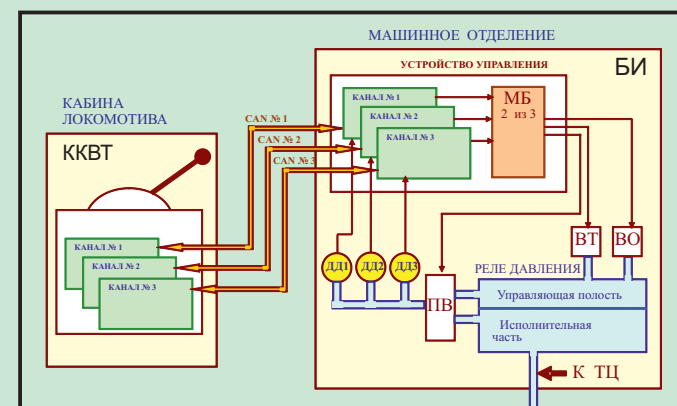 МАШИННОЕ ОТДЕЛЕНИЕ
УСТРОЙСТВО УПРАВЛЕНИЯ
БИ
КАБИНА
ЛОКОМОТИВА
ККВТ
КАНАЛ № 1
КАНАЛ № 2
КАНАЛ № 3
CAN № 1
CAN № 2
CAN № 3
КАНАЛ № 1
КАНАЛ № 2
КАНАЛ № 3
МБ
2 из 3
ДД1
ДД2
ДД3
ПВ
ВТ
ВО
РЕЛЕ ДАВЛЕНИЯ
Управляющая полость
Исполнительная
часть
К ТЦ